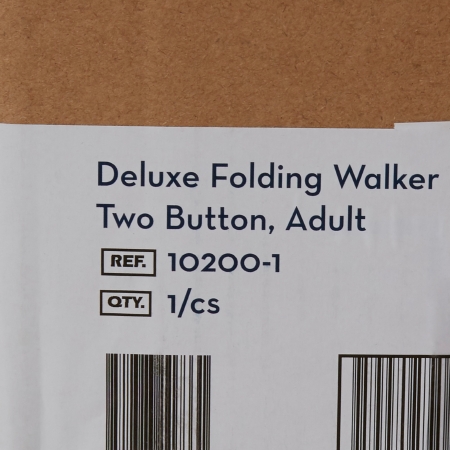 Deluxe Folding Walker
Two Button, Adult
REF. 10200-1
QTY. 1/cs